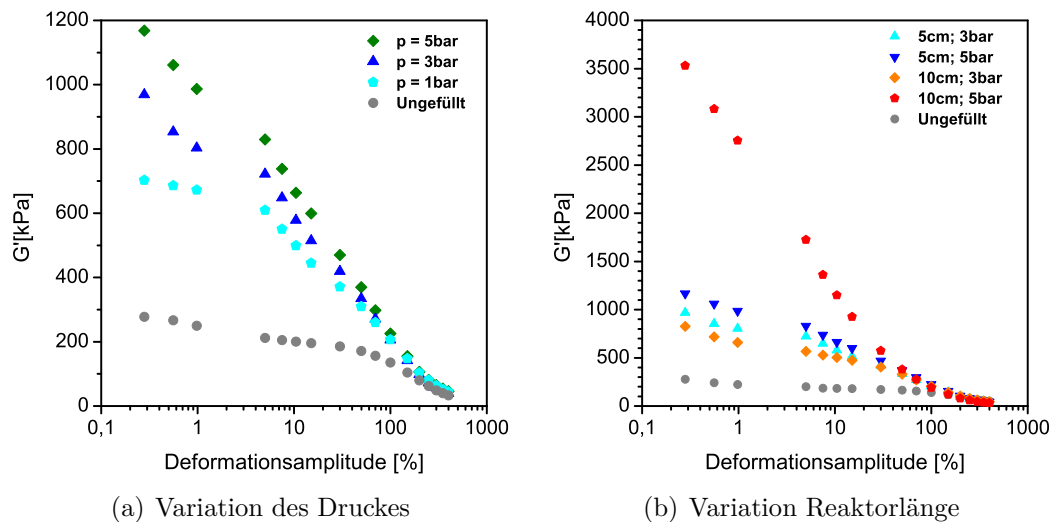 1200
1000
800
600
400
200
0
G'[kPa]
p = 5bar
p = 3bar
p = 1bar
Ungefüllt
0,1 1 10 100 1000
Deformationsamplitude [%]
(a) Variation des Druckes
4000
3500
3000
2500
2000
1500
1000
500
0
G'[kPa]
5cm; 3bar
5cm; 5bar
10cm; 3bar
10cm; 5bar
Ungefüllt
0,1 1 10 100 1000
Deformationsamplitude [%]
(b) Variation Reaktorlänge